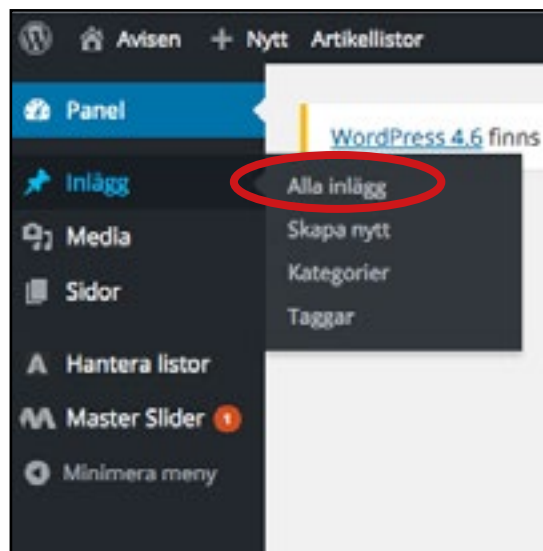 Avisen + Nytt Artikellistor
Panel
WordPress 4.6 finns
Inlägg
Alla inlägg
Skapa nytt
Kategorier
Taggar
Media
Sidor
Hantera listor
Master Slider 1
Minimera meny